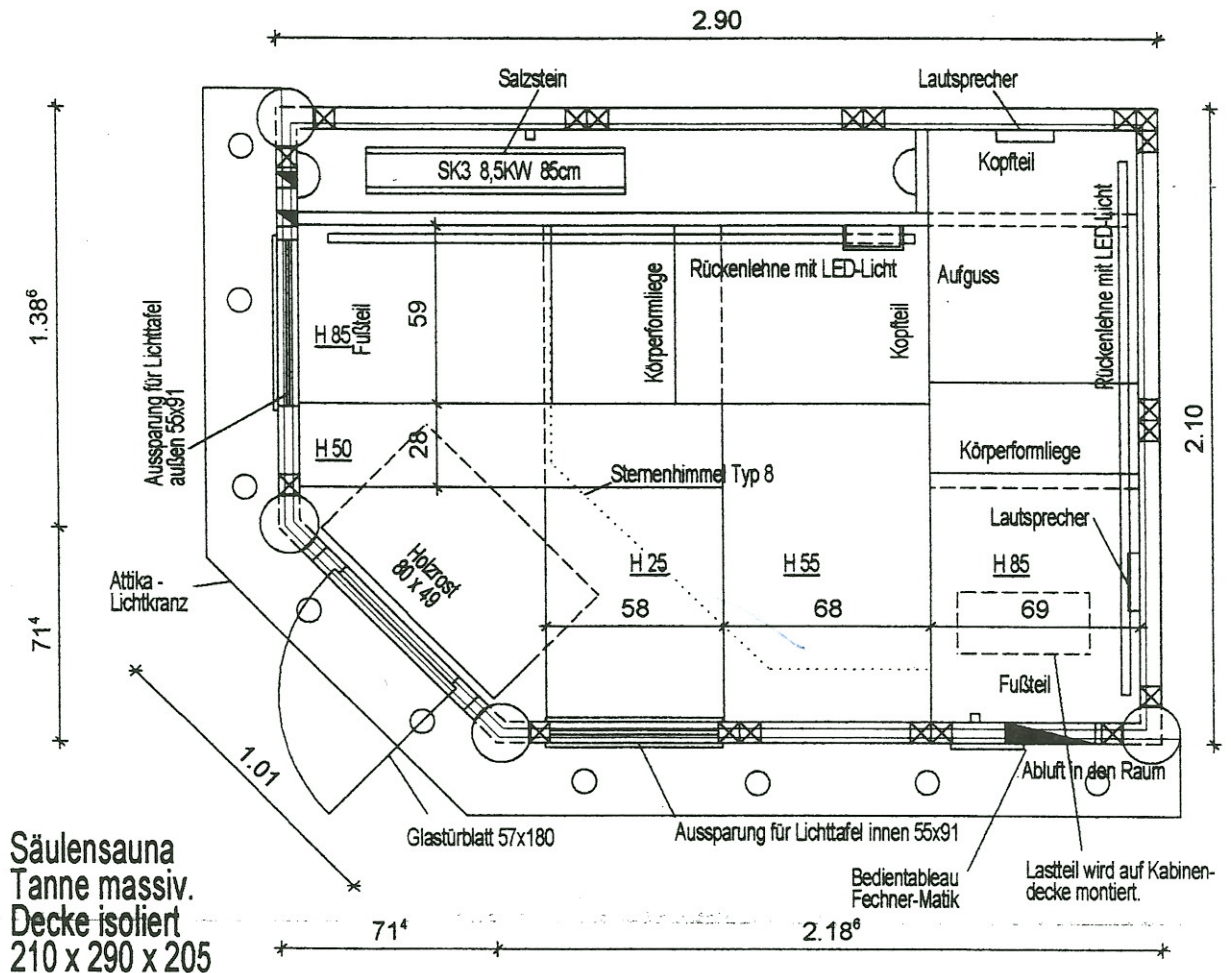 2.90
Salzstein
Lautsprecher
SK3 8,5KW 85cm
Kopfteil
Rückenlehne mit LED-Licht
Rückenlehne mit LED-Licht
Aufguss
Kopfteil
Körperformliege
59
Fußteil
H 85
1.38⁶
Aussparung für Lichttafel
außen 55x91
2.10
H 50
28
Körperformliege
Sternenhimmel Typ 8
Lautsprecher
Holzrost
80 x 49
H 25
H 55
H 85
58
68
69
Attika -
Lichtkranz
71⁴
Fußteil
1.01
Abluft in den Raum
Glastürblatt 57x180
Aussparung für Lichttafel innen 55x91
Bedientableau
Fechner-Matik
Lastteil wird auf Kabinen-
decke montiert.
Säulensauna
Tanne massiv.
Decke isoliert
210 x 290 x 205
71⁴
2.18⁶